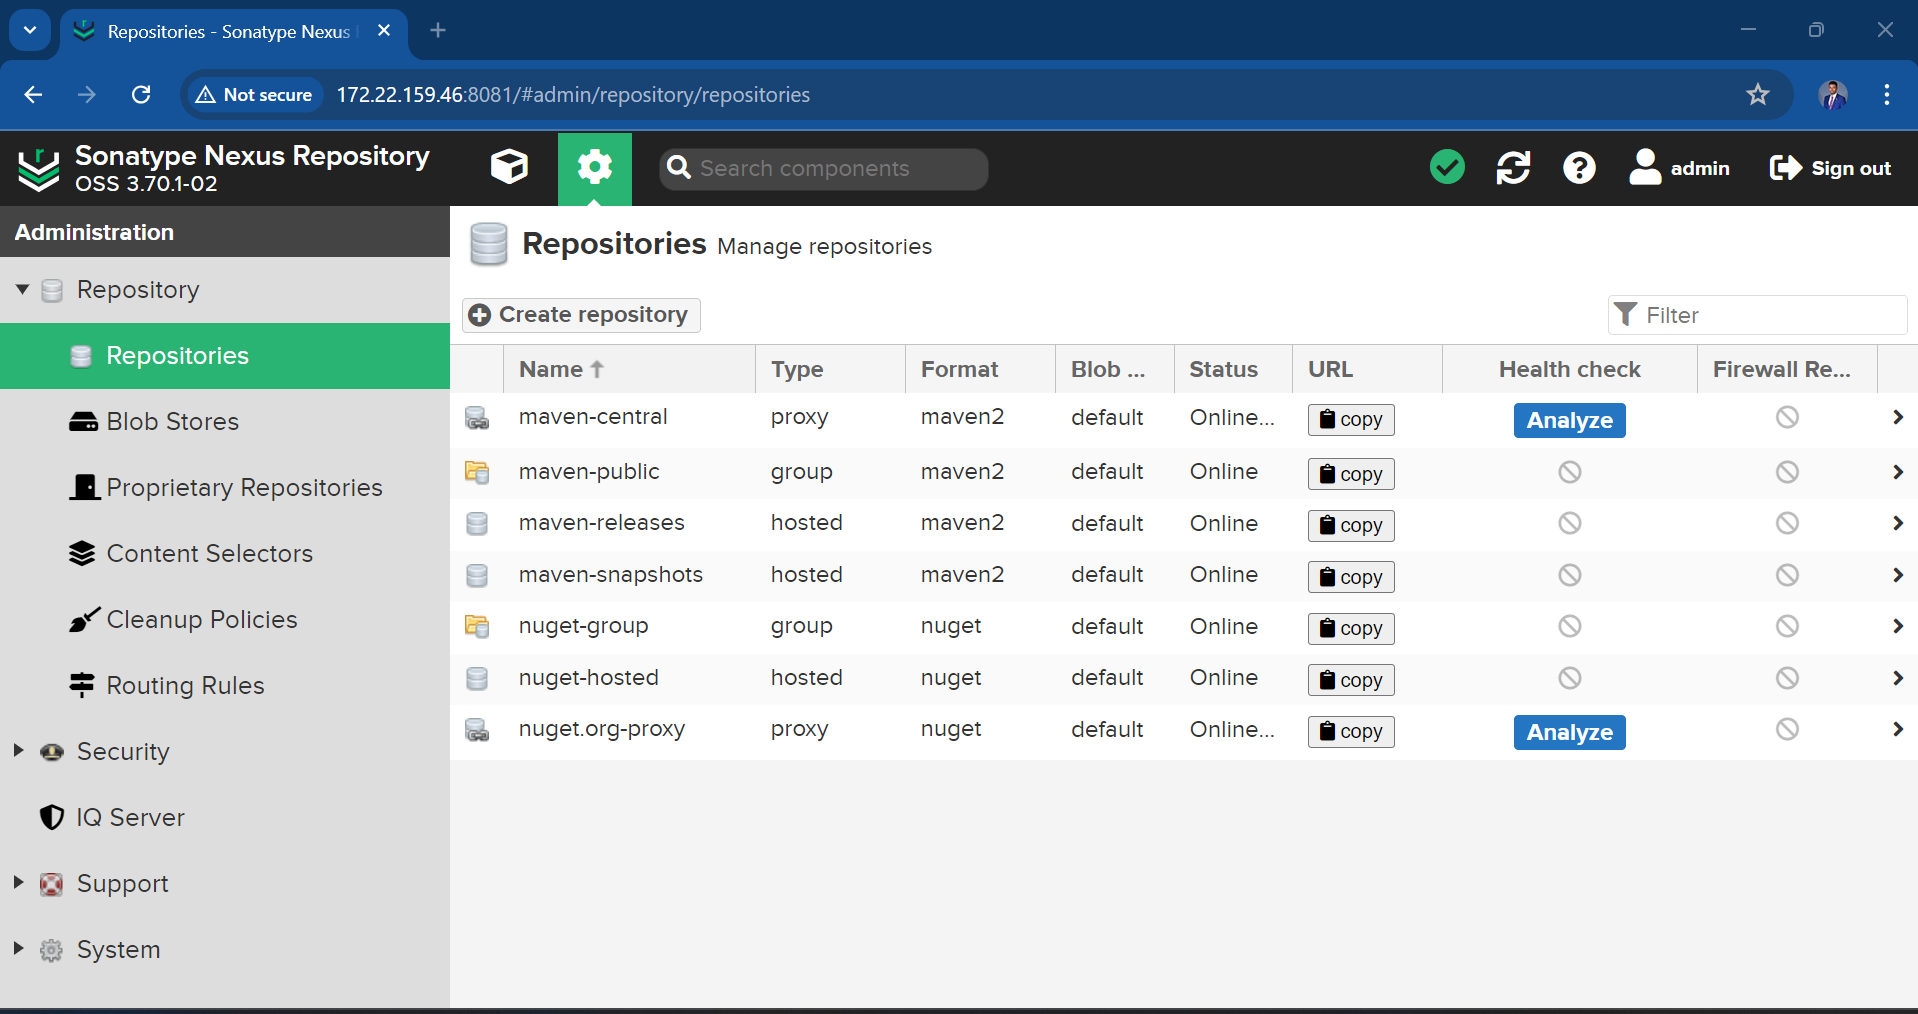 Repositories - Sonatype Nexus
Not secure 172.22.159.46:8081/#admin/repository/repositories
Sonatype Nexus Repository
OSS 3.70.1-02
Search components
admin
Sign out
Administration
Repository
Repositories
Blob Stores
Proprietary Repositories
Content Selectors
Cleanup Policies
Routing Rules
Security
IQ Server
Support
System
Repositories Manage repositories
Create repository
Filter
Name Type Format Blob ... Status URL Health check Firewall Re...
maven-central proxy maven2 default Online... copy Analyze
maven-public group maven2 default Online copy
maven-releases hosted maven2 default Online copy
maven-snapshots hosted maven2 default Online copy
nuget-group group nuget default Online copy
nuget-hosted hosted nuget default Online copy
nuget.org-proxy proxy nuget default Online... copy Analyze